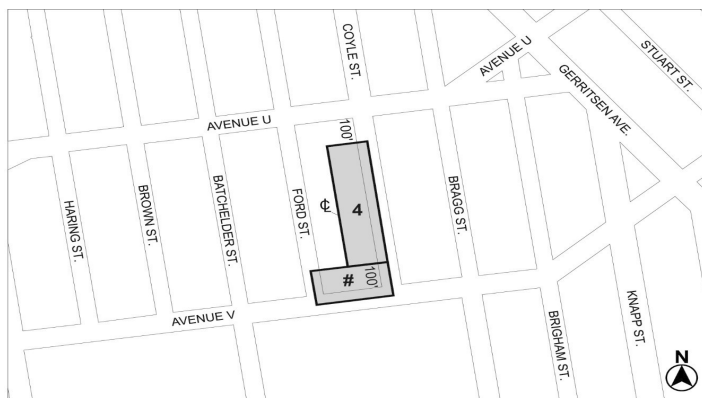 COYLE ST.
AVENUE U
STUART ST.
GERRITSEN AVE.
AVENUE U
100'
HARING ST.
BROWN ST.
BATCHELDER ST.
FORD ST.
℄
4
BRAGG ST.
#
100'
AVENUE V
BRIGHAM ST.
KNAPP ST.
N